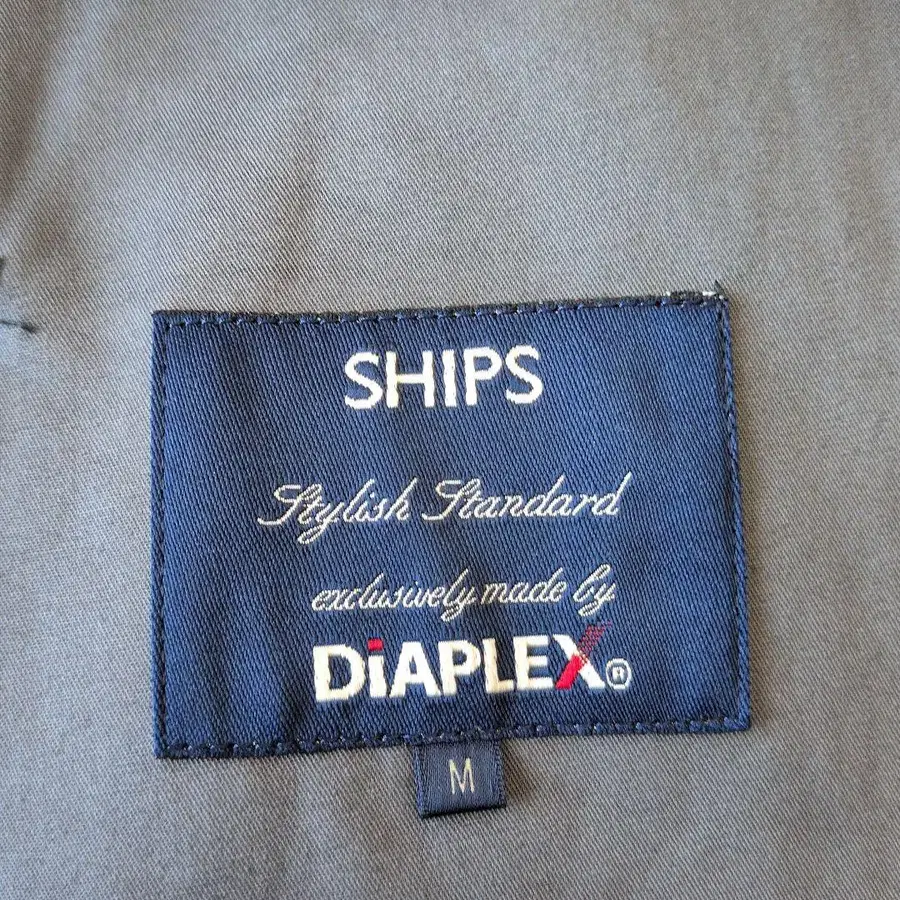 SHIPS
Stylish Standard
exclusively made by
DiAPLEX®
M